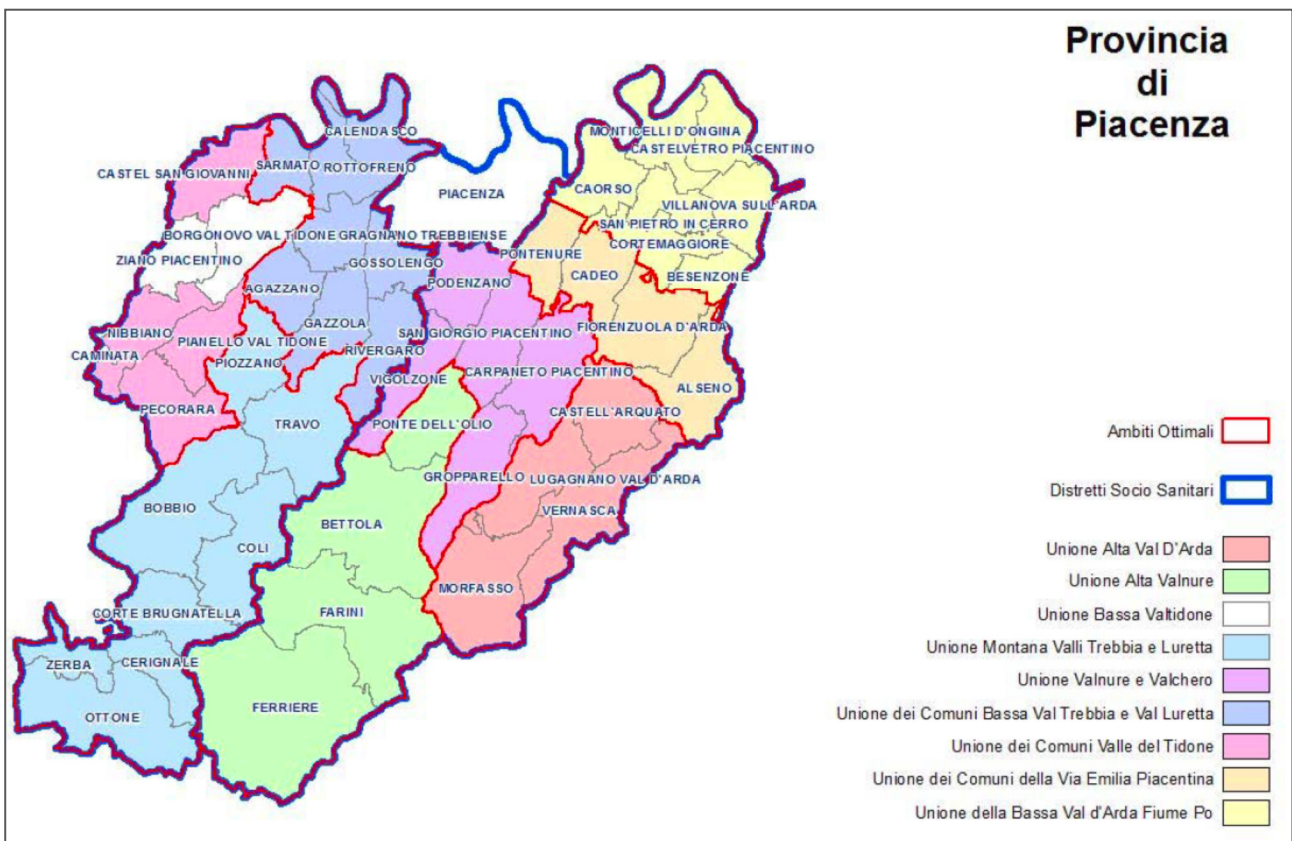 Provincia
di
Piacenza
MONTICELLI D'ONGINA
CALENDASCO
CASTELVETRO PIACENTINO
SARMATO
ROTTOFRENO
CASTEL SAN GIOVANNI
CAORSO
PIACENZA
VILLANOVA SULL'ARDA
SAN PIETRO IN CERRO
BORGONOVO VAL TIDONE
GRAGNANO TREBBIENSE
CORTEMAGGIORE
PONTENURE
ZIANO PIACENTINO
GOSSOLENGO
CADEO
BESENZONE
PODENZANO
AGAZZANO
GAZZOLA
FIORENZUOLA D'ARDA
NIBBIANO
SAN GIORGIO PIACENTINO
PIANELLO VAL TIDONE
RIVERGARO
CAMINATA
PIOZZANO
CARPANETO PIACENTINO
VIGOLZONE
ALSENO
PECORARA
CASTELL'ARQUATO
TRAVO
PONTE DELL'OLIO
GROPPARELLO
LUGAGNANO VAL D'ARDA
BOBBIO
VERNASCA
BETTOLA
COLI
MORFASSO
CORTE BRUGNATELLA
FARINI
ZERBA
CERIGNALE
FERRIERE
OTTONE
Ambiti Ottimali
Distretti Socio Sanitari
Unione Alta Val D'Arda
Unione Alta Valnure
Unione Bassa Valtidone
Unione Montana Valli Trebbia e Luretta
Unione Valnure e Valchero
Unione dei Comuni Bassa Val Trebbia e Val Luretta
Unione dei Comuni Valle del Tidone
Unione dei Comuni della Via Emilia Piacentina
Unione della Bassa Val d'Arda Fiume Po